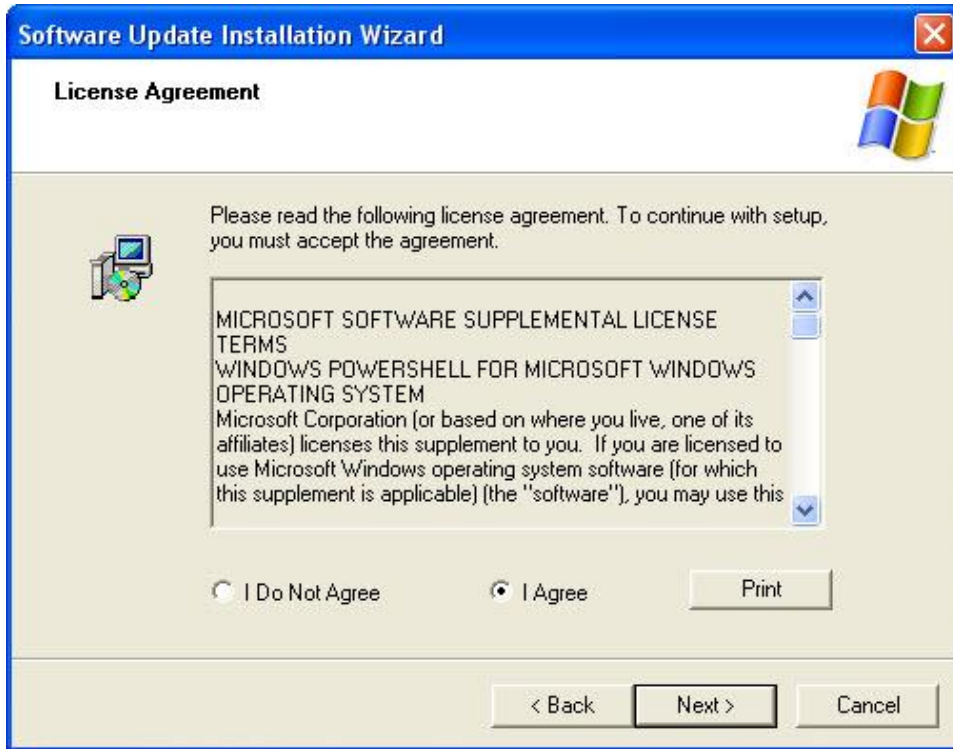 Software Update Installation Wizard
License Agreement
Please read the following license agreement. To continue with setup,
you must accept the agreement.
MICROSOFT SOFTWARE SUPPLEMENTAL LICENSE
TERMS
WINDOWS POWERSHELL FOR MICROSOFT WINDOWS
OPERATING SYSTEM
Microsoft Corporation (or based on where you live, one of its
affiliates) licenses this supplement to you.  If you are licensed to
use Microsoft Windows operating system software (for which
this supplement is applicable) (the "software"), you may use this
I Do Not Agree
I Agree
Print
< Back
Next >
Cancel